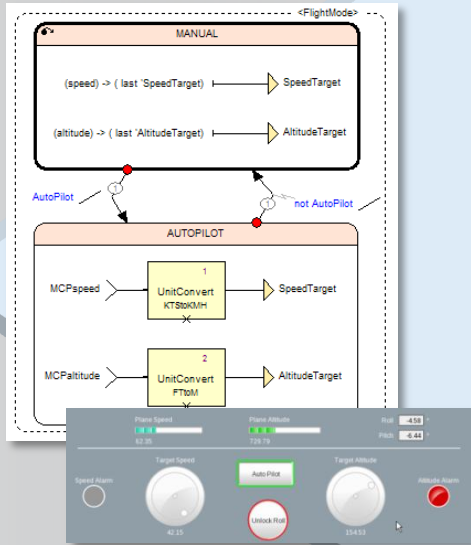 <FlightMode>
MANUAL
(speed) -> ( last 'SpeedTarget) SpeedTarget
(altitude) -> ( last 'AltitudeTarget) AltitudeTarget
1
AutoPilot
1
not AutoPilot
AUTOPILOT
MCPspeed
1
UnitConvert
KTStoKMH
SpeedTarget
MCPaltitude
2
UnitConvert
FTtoM
AltitudeTarget
Plane Speed
62.35
Plane Altitude
739.79
Roll -4.58
Pitch -6.44
Speed Alarm
Target Speed
42.15
Auto Pilot
Unlock Roll
Target Altitude
154.53
Altitude Alarm